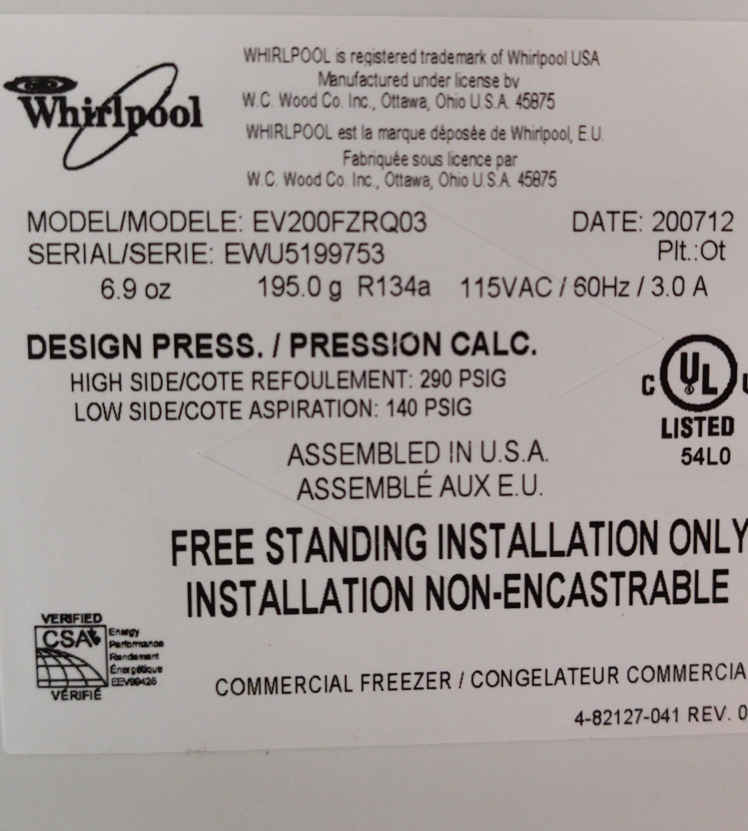 Whirlpool
WHIRLPOOL is registered trademark of Whirlpool USA
Manufactured under license by
W.C. Wood Co. Inc., Ottawa, Ohio U.S.A. 45875
WHIRLPOOL est la marque déposée de Whirlpool, E.U.
Fabriquée sous licence par
W.C. Wood Co. Inc., Ottawa, Ohio U.S.A. 45875
MODEL/MODELE: EV200FZRQ03 DATE: 200712
SERIAL/SERIE: EWU5199753 Plt.:Ot
6.9 oz 195.0 g R134a 115VAC / 60Hz / 3.0 A
DESIGN PRESS. / PRESSION CALC.
HIGH SIDE/COTE REFOULEMENT: 290 PSIG
LOW SIDE/COTE ASPIRATION: 140 PSIG
C UL
LISTED
54L0
ASSEMBLED IN U.S.A.
ASSEMBLÉ AUX E.U.
FREE STANDING INSTALLATION ONLY
INSTALLATION NON-ENCASTRABLE
VERIFIED
CSA
Energy
Performance
Rendement
Énergétique
VÉRIFIÉ
COMMERCIAL FREEZER / CONGELATEUR COMMERCIA
4-82127-041 REV. 0